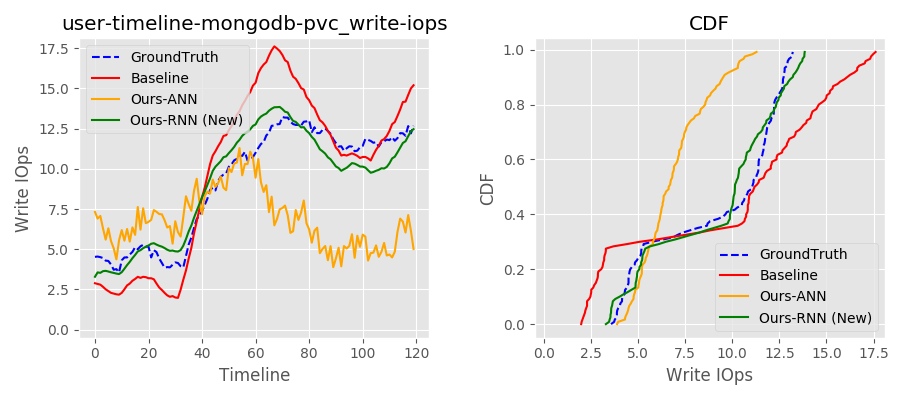 user-timeline-mongodb-pvc_write-iops
17.5
15.0
12.5
10.0
7.5
5.0
2.5
0.0
Write IOps
GroundTruth
Baseline
Ours-ANN
Ours-RNN (New)
0
20
40
60
80
100
120
Timeline
CDF
1.0
0.8
0.6
0.4
0.2
0.0
CDF
GroundTruth
Baseline
Ours-ANN
Ours-RNN (New)
0.0
2.5
5.0
7.5
10.0
12.5
15.0
17.5
Write IOps